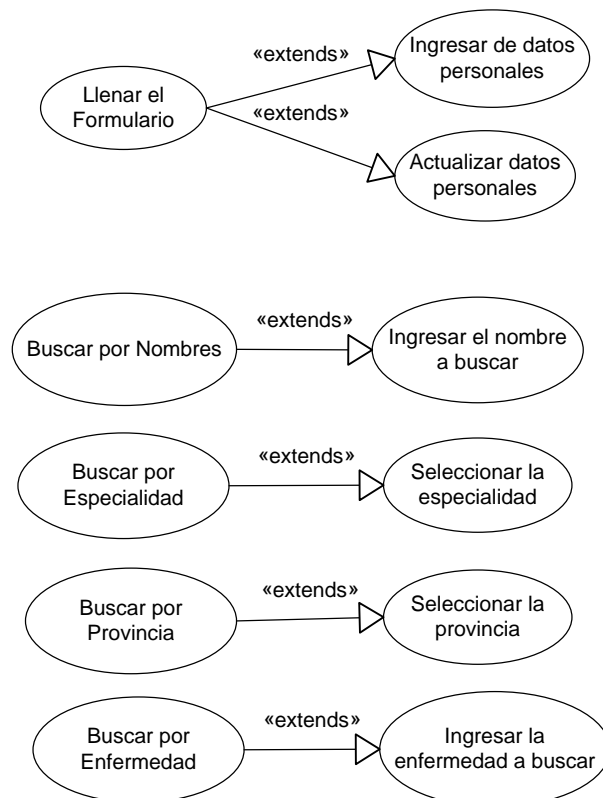 «extends»
Ingresar de datos
personales
Llenar el
Formulario
«extends»
Actualizar datos
personales
«extends»
Buscar por Nombres
Ingresar el nombre
a buscar
«extends»
Buscar por
Especialidad
Seleccionar la
especialidad
«extends»
Buscar por
Provincia
Seleccionar la
provincia
«extends»
Buscar por
Enfermedad
Ingresar la
enfermedad a buscar